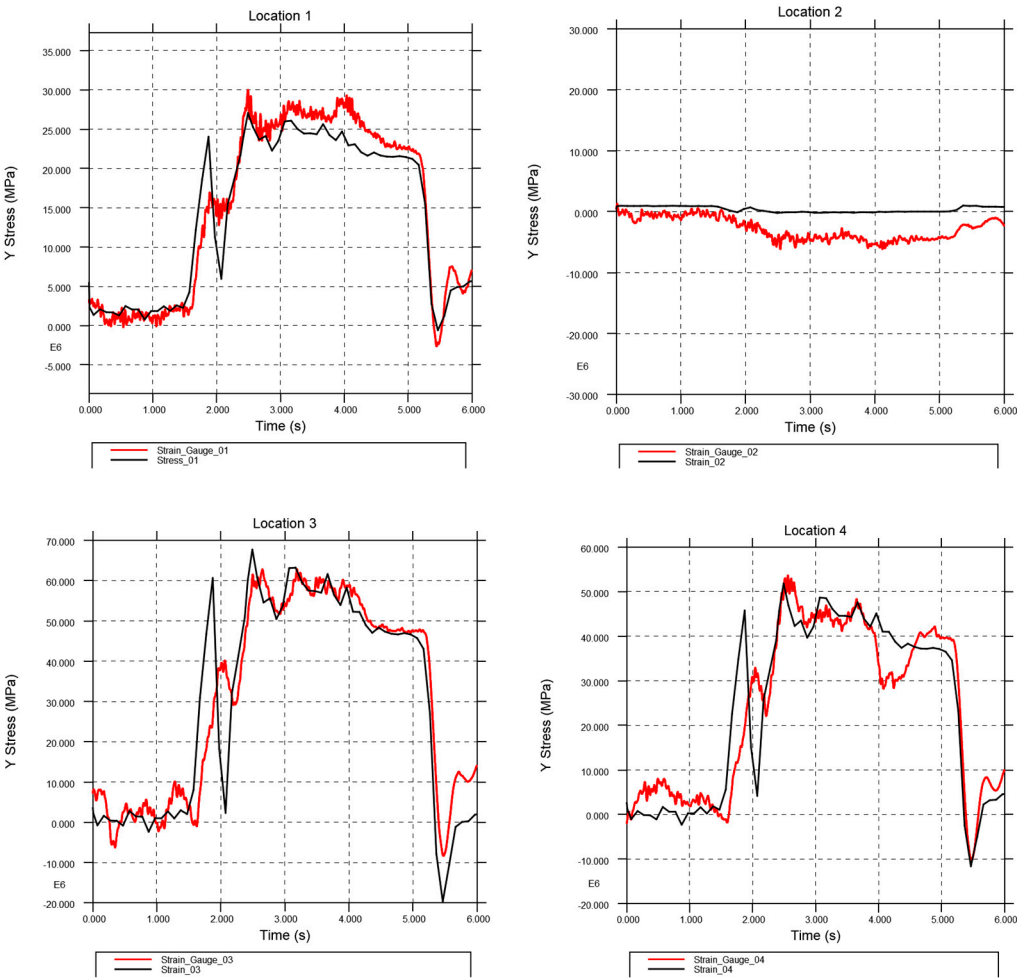 Location 1
35.000
30.000
25.000
20.000
15.000
10.000
5.000
0.000
E6
-5.000
Y Stress (MPa)
0.000 1.000 2.000 3.000 4.000 5.000 6.000
Time (s)
Strain_Gauge_01
Stress_01
Location 2
30.000
20.000
10.000
0.000
-10.000
-20.000
E6
-30.000
Y Stress (MPa)
0.000 1.000 2.000 3.000 4.000 5.000 6.000
Time (s)
Strain_Gauge_02
Strain_02
Location 3
70.000
60.000
50.000
40.000
30.000
20.000
10.000
0.000
-10.000
E6
-20.000
Y Stress (MPa)
0.000 1.000 2.000 3.000 4.000 5.000 6.000
Time (s)
Strain_Gauge_03
Strain_03
Location 4
60.000
50.000
40.000
30.000
20.000
10.000
0.000
-10.000
E6
-20.000
Y Stress (MPa)
0.000 1.000 2.000 3.000 4.000 5.000 6.000
Time (s)
Strain_Gauge_04
Strain_04